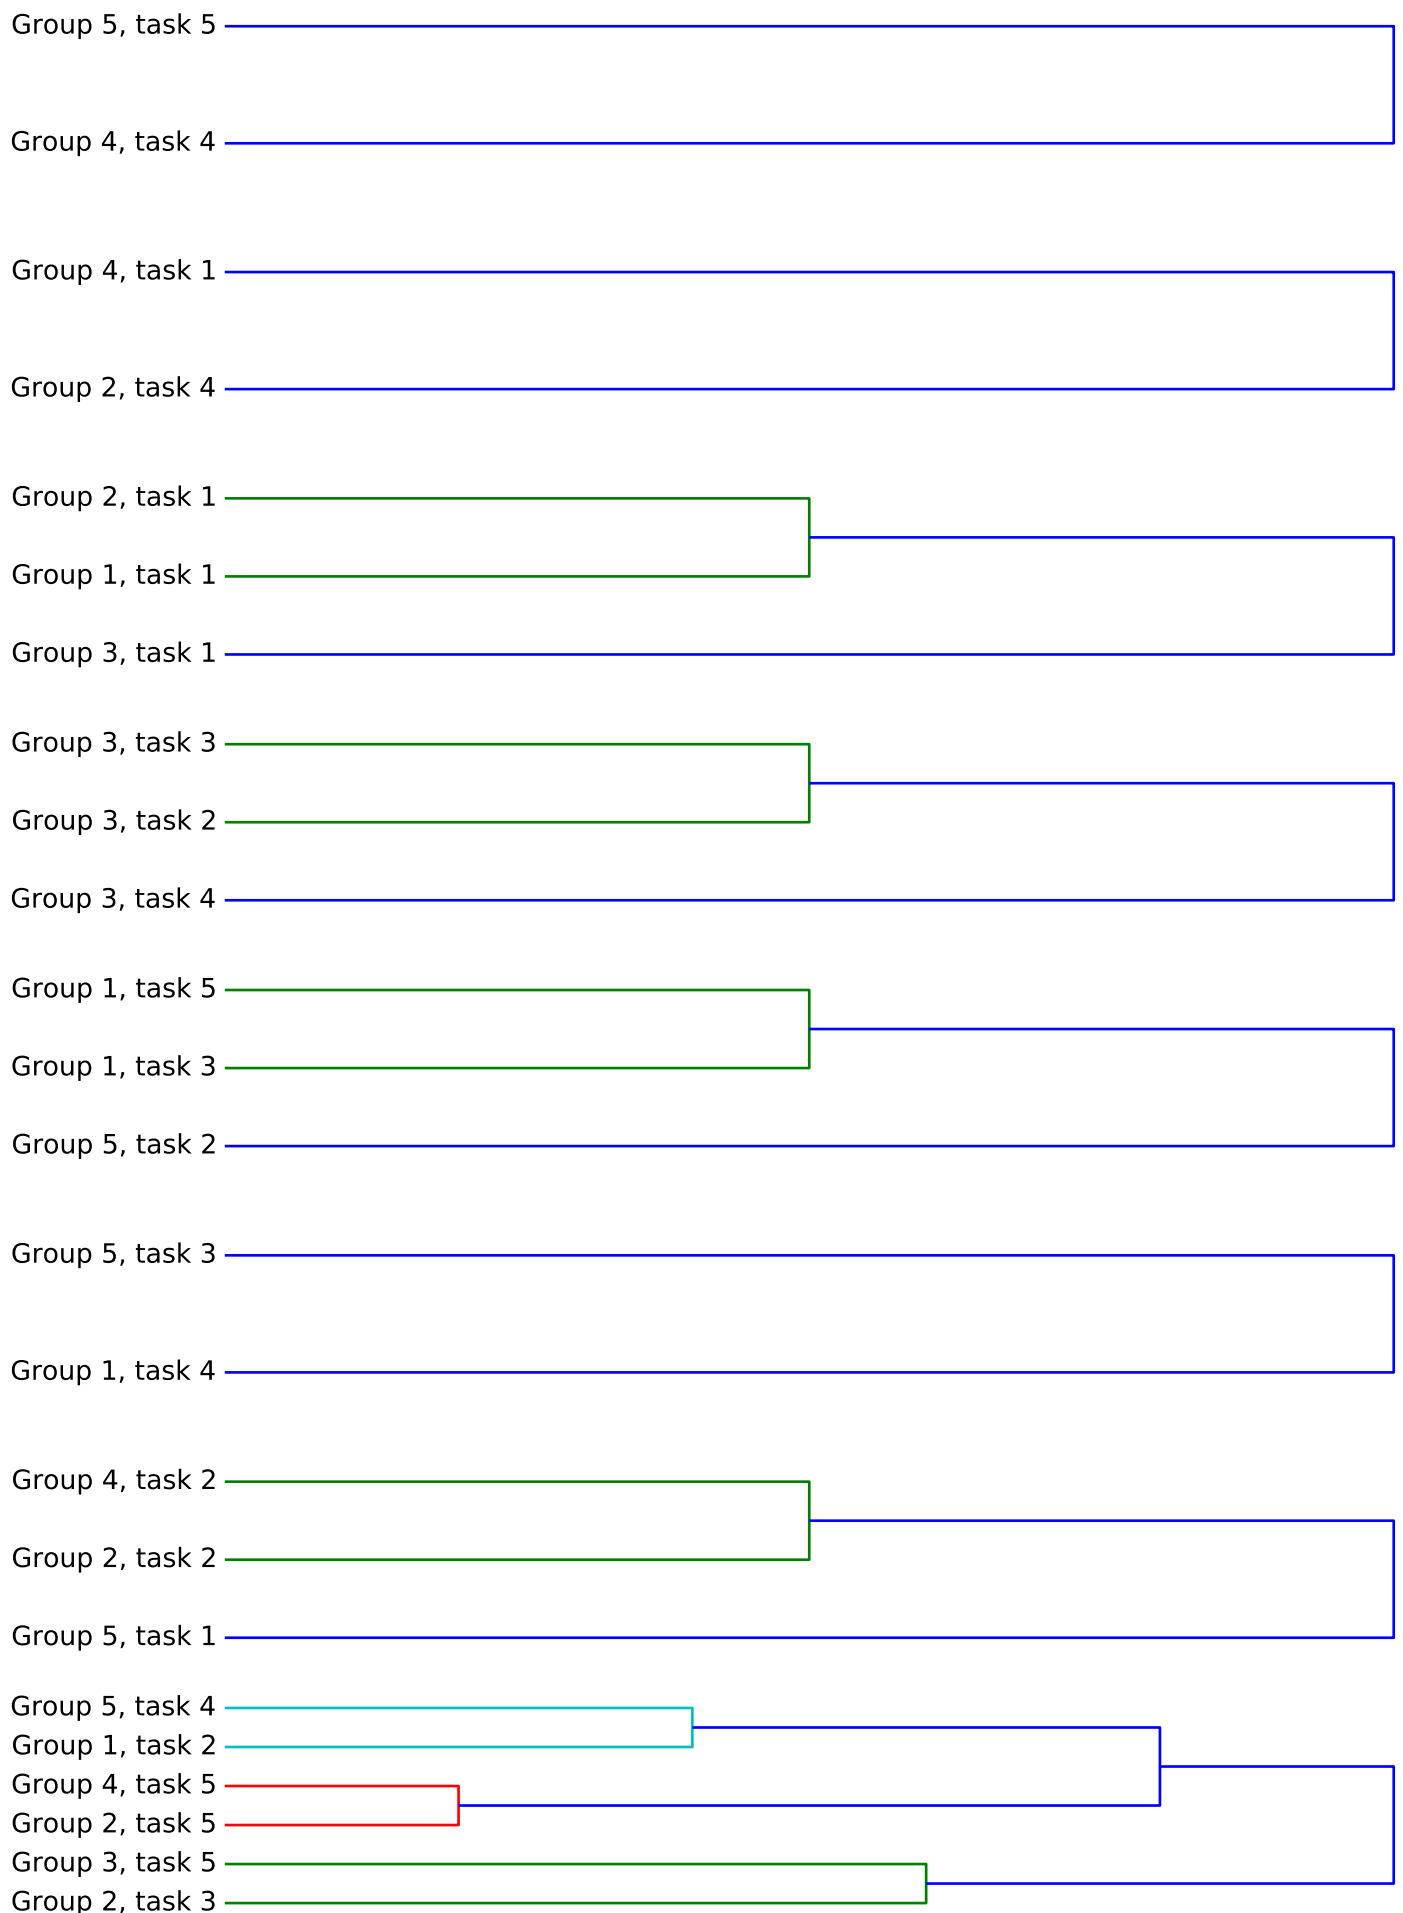 Group 5, task 5
Group 4, task 4
Group 4, task 1
Group 2, task 4
Group 2, task 1
Group 1, task 1
Group 3, task 1
Group 3, task 3
Group 3, task 2
Group 3, task 4
Group 1, task 5
Group 1, task 3
Group 5, task 2
Group 5, task 3
Group 1, task 4
Group 4, task 2
Group 2, task 2
Group 5, task 1
Group 5, task 4
Group 1, task 2
Group 4, task 5
Group 2, task 5
Group 3, task 5
Group 2, task 3